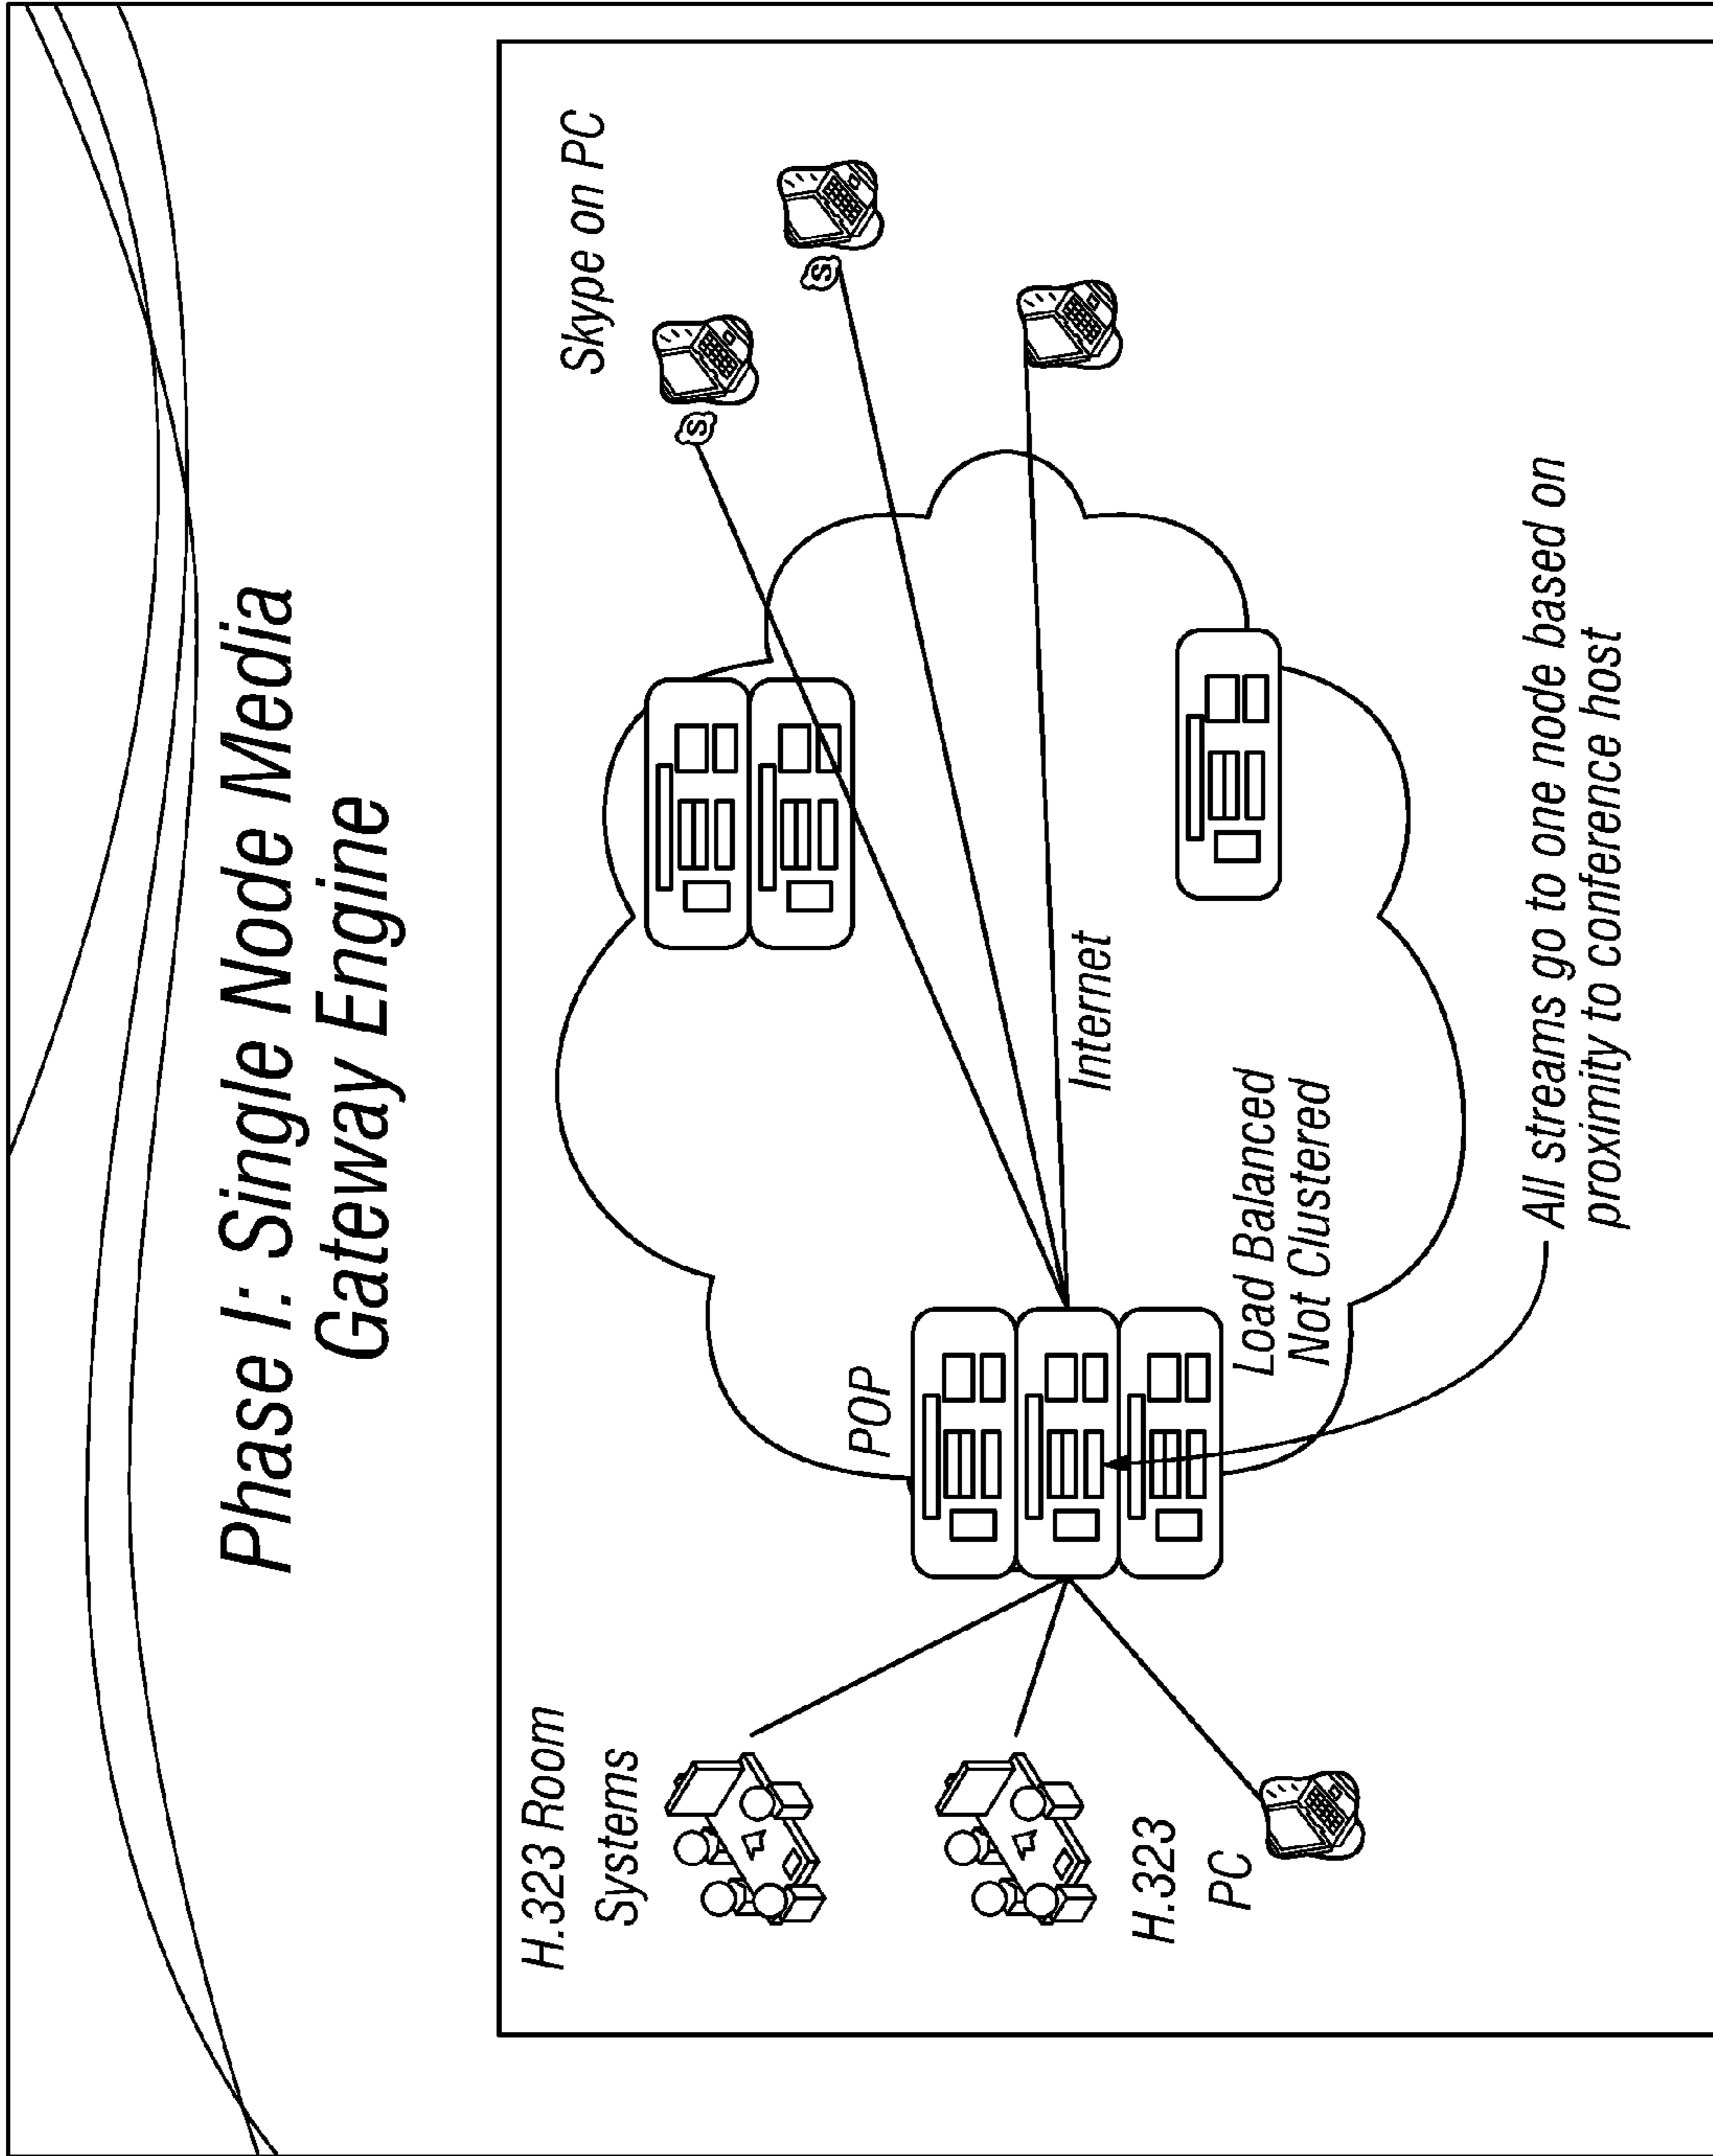 Phase I: Single Node Media
Gateway Engine
H.323 Room
Systems
Skype on PC
S
S
POP
Internet
H.323
PC
Load Balanced
Not Clustered
All streams go to one node based on
proximity to conference host